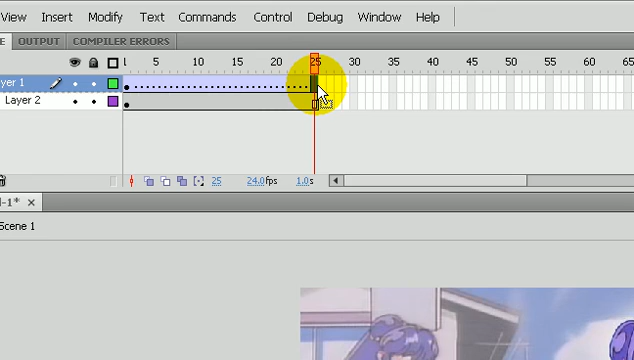 View Insert Modify Text Commands Control Debug Window Help
E OUTPUT COMPILER ERRORS
1 5 10 15 20 25 30 35 40 45 50 55 60 65
yer 1
Layer 2
25 24.0fps 1.0s
l-1* ×
Scene 1